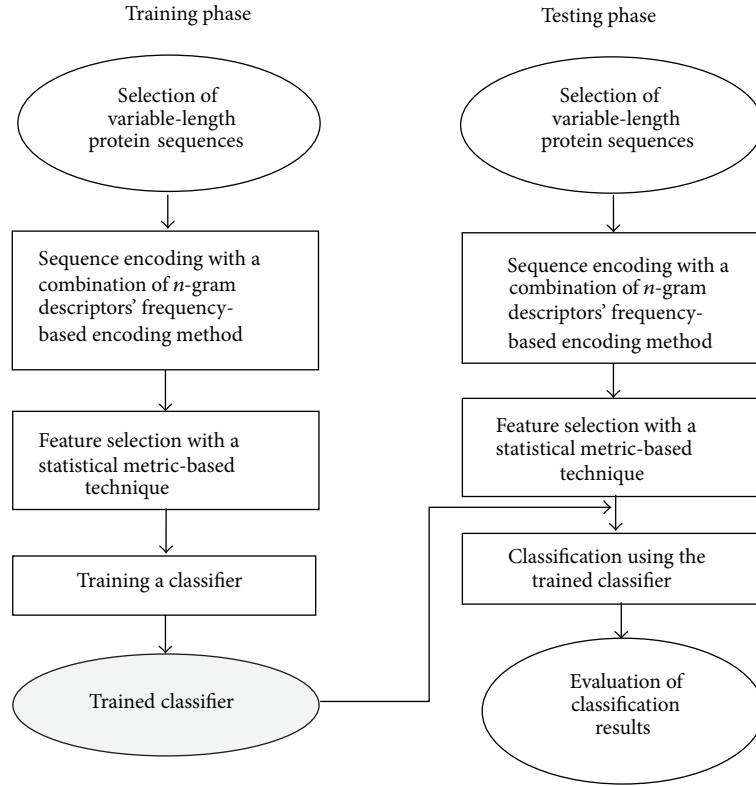 Training phase
Selection of
variable-length
protein sequences
Sequence encoding with a
combination of n-gram
descriptors' frequency-
based encoding method
Feature selection with a
statistical metric-based
technique
Training a classifier
Trained classifier
Testing phase
Selection of
variable-length
protein sequences
Sequence encoding with a
combination of n-gram
descriptors' frequency-
based encoding method
Feature selection with a
statistical metric-based
technique
Classification using the
trained classifier
Evaluation of
classification
results